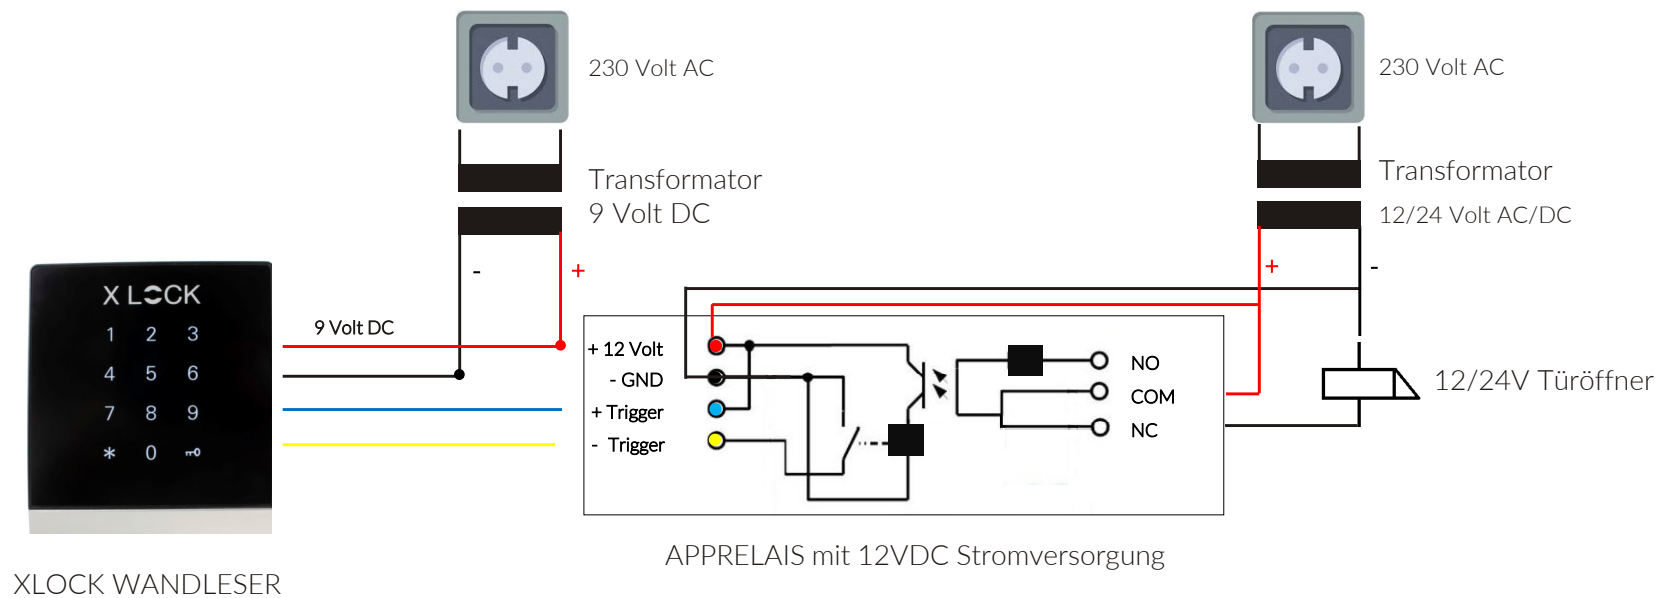 230 Volt AC
230 Volt AC
Transformator
9 Volt DC
Transformator
12/24 Volt AC/DC
-
+
+
-
X LOCK
1 2 3
4 5 6
7 8 9
* 0
9 Volt DC
+ 12 Volt
- GND
+ Trigger
- Trigger
NO
COM
NC
12/24V Türöffner
APPRELAIS mit 12VDC Stromversorgung
XLOCK WANDLESER